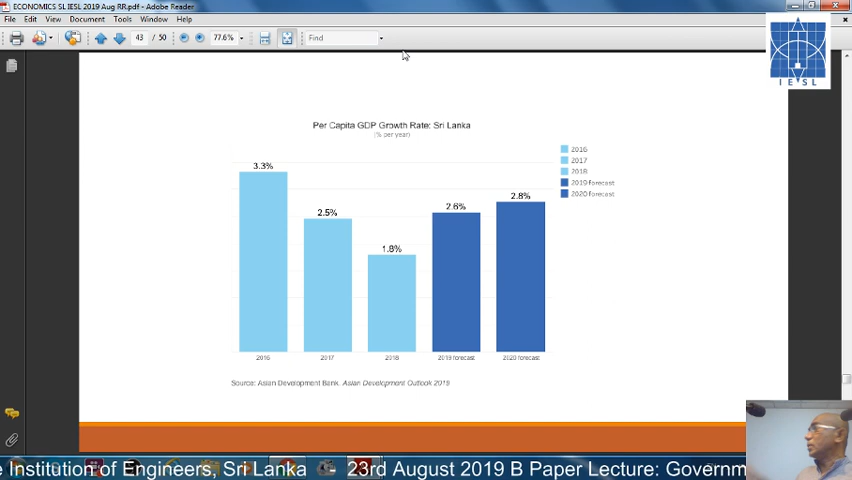 ECONOMICS SL IESL 2019 Aug RR.pdf - Adobe Reader
File Edit View Document Tools Window Help
43 / 50 77.6% Find
IESL
Per Capita GDP Growth Rate: Sri Lanka
(% per year)
2016
2017
2018
2019 forecast
2020 forecast
3.3%
2.5%
1.8%
2.6%
2.8%
2016 2017 2018 2019 forecast 2020 forecast
Source: Asian Development Bank. Asian Development Outlook 2019
e Institution of Engineers, Sri Lanka - 23rd August 2019 B Paper Lecture: Governm